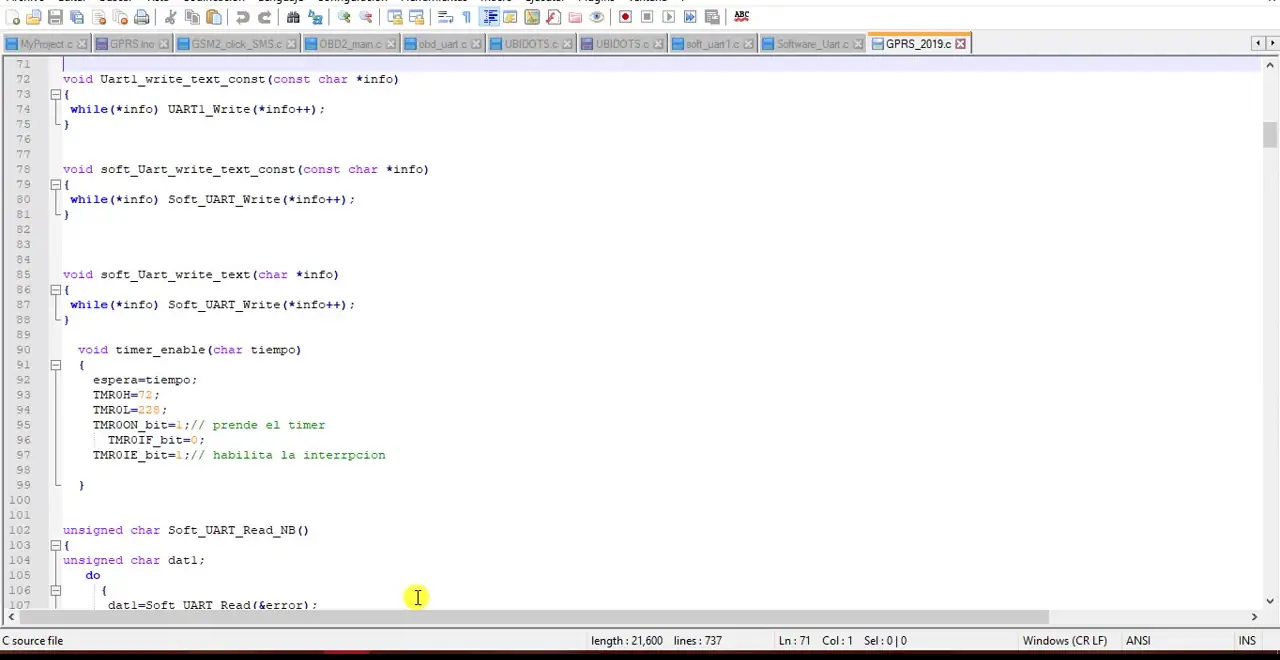 MyProject.c GPRS.ino GSM2_click_SMS.c OBD2_main.c obd_uart.c UBIDOTS.c UBIDOTS.c soft_uart1.c Software_Uart.c GPRS_2019.c
71
72 void Uart1_write_text_const(const char *info)
73 {
74 while(*info) UART1_Write(*info++);
75 }
76
77
78 void soft_Uart_write_text_const(const char *info)
79 {
80 while(*info) Soft_UART_Write(*info++);
81 }
82
83
84
85 void soft_Uart_write_text(char *info)
86 {
87 while(*info) Soft_UART_Write(*info++);
88 }
89
90 void timer_enable(char tiempo)
91 {
92 espera=tiempo;
93 TMR0H=72;
94 TMR0L=228;
95 TMR0ON_bit=1;// prende el timer
96 TMR0IF_bit=0;
97 TMR0IE_bit=1;// habilita la interrpcion
98
99 }
100
101
102 unsigned char Soft_UART_Read_NB()
103 {
104 unsigned char dat1;
105 do
106 {
107 dat1=Soft_UART_Read(&error);
C source file length : 21,600 lines : 737 Ln : 71 Col : 1 Sel : 0 | 0 Windows (CR LF) ANSI INS